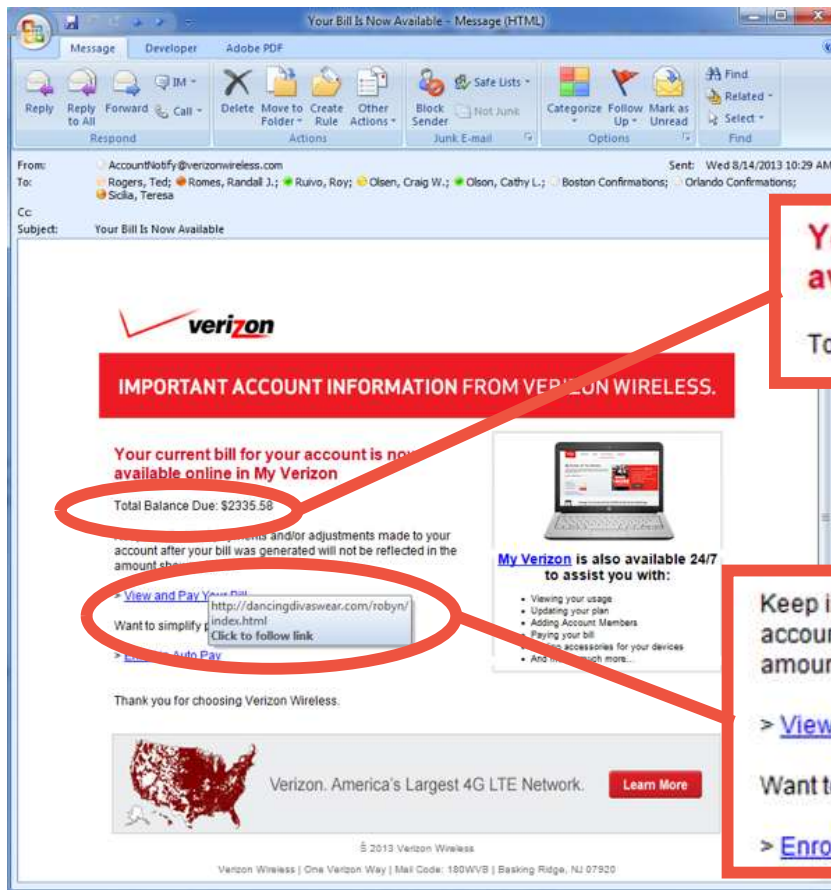 Your Bill Is Now Available - Message (HTML)
Message Developer Adobe PDF
Reply Reply to All Forward IM Call
Delete Move to Folder Create Rule Other Actions
Block Sender Safe Lists Not Junk
Categorize Follow Up Mark as Unread
Find Related Select
Respond Actions Junk E-mail Options Find
From: AccountNotify@verizonwireless.com Sent: Wed 8/14/2013 10:29 AM
To: Rogers, Ted; Romes, Randall J.; Ruivo, Roy; Olsen, Craig W.; Olson, Cathy L.; Boston Confirmations; Orlando Confirmations;
Sicilia, Teresa
Cc:
Subject: Your Bill Is Now Available
verizon
IMPORTANT ACCOUNT INFORMATION FROM VERIZON WIRELESS.
Your current bill for your account is now
available online in My Verizon
Total Balance Due: $2335.58
and/or adjustments made to your
account after your bill was generated will not be reflected in the
amount
> View and Pay Your Bill
http://dancingdivaswear.com/robyn/
index.html
Click to follow link
Want to simplify
> Auto Pay
Thank you for choosing Verizon Wireless.
My Verizon is also available 24/7
to assist you with:
• Viewing your usage
• Updating your plan
• Adding Account Members
• Paying your bill
accessories for your devices
• And much more...
Verizon. America's Largest 4G LTE Network. Learn More
2013 Verizon Wireless
Verizon Wireless | One Verizon Way | Mail Code: 180WVB | Basking Ridge, NJ 07920
Y
av
To
Keep i
accoun
amoun
> View
Want to
> Enro